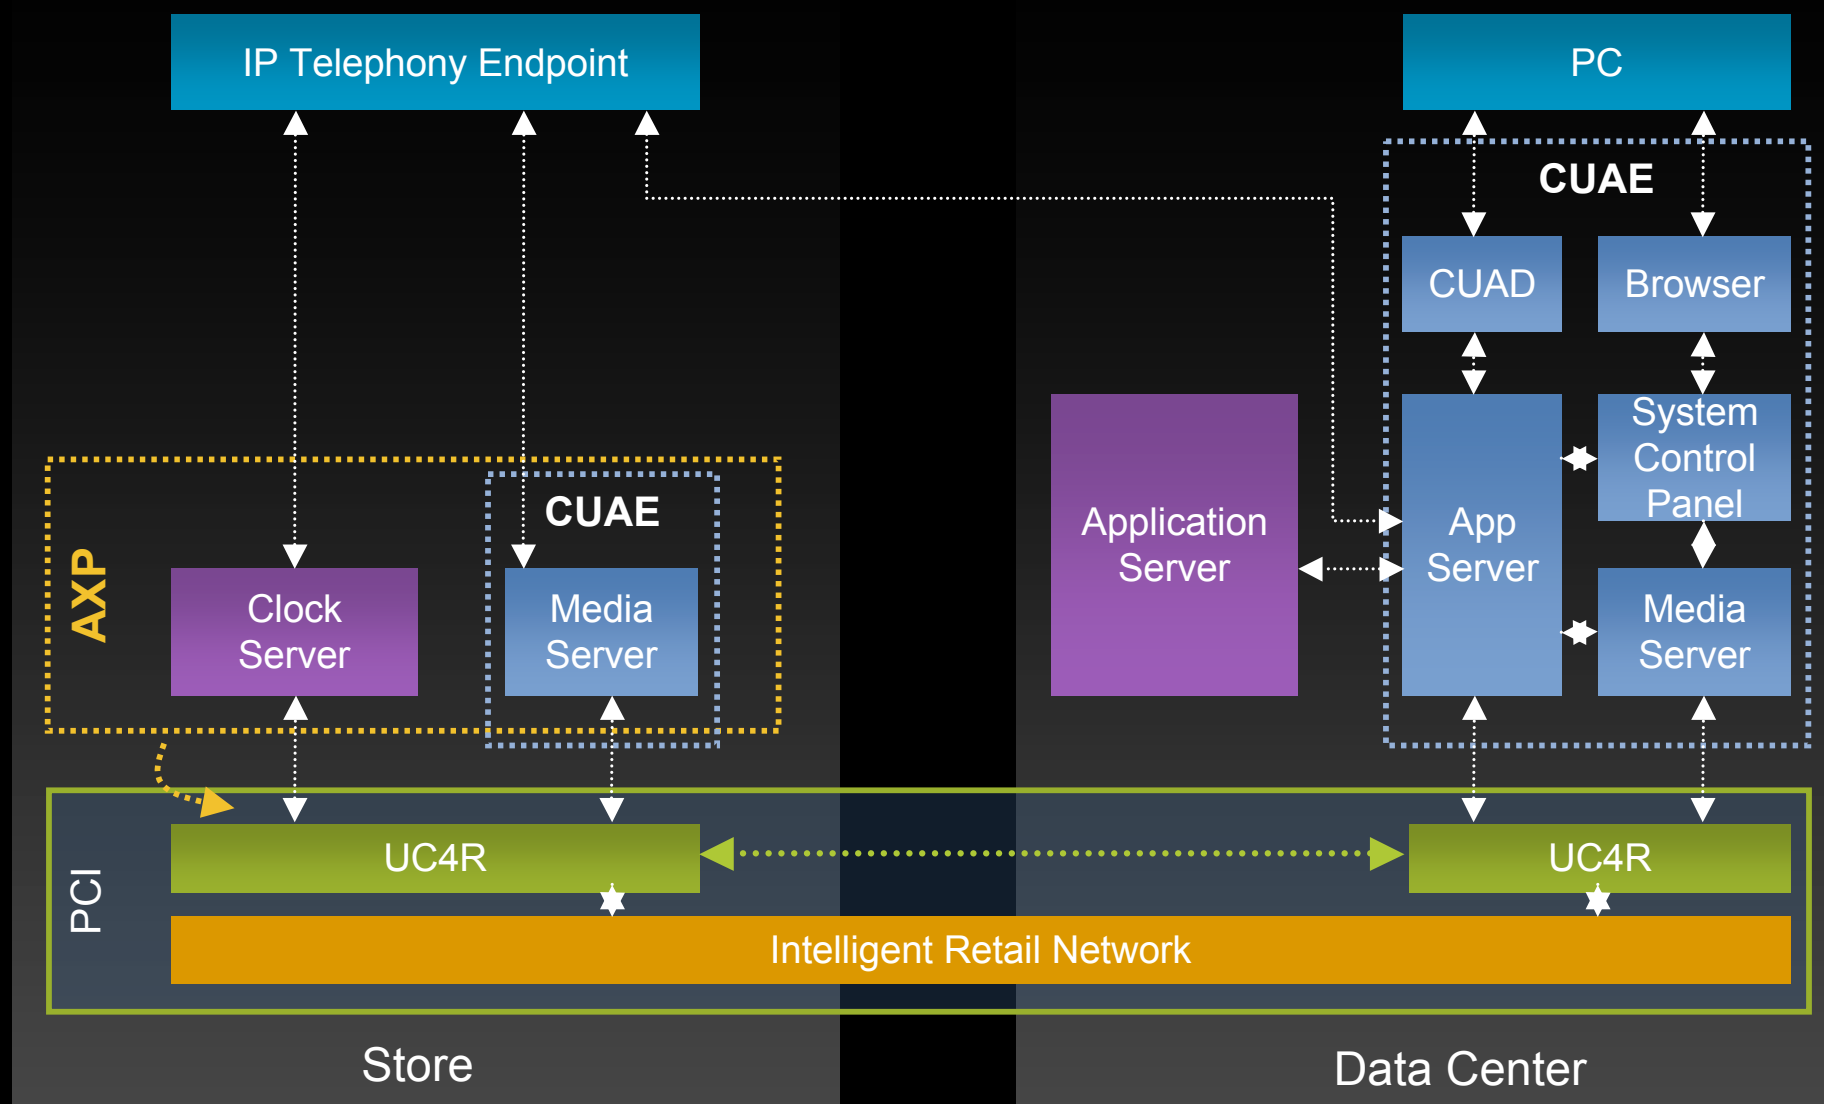 IP Telephony Endpoint
PC
CUAE
CUAD
Browser
System
Control
Panel
Application
Server
App
Server
Media
Server
CUAE
AXP
Clock
Server
Media
Server
PCI
UC4R
UC4R
Intelligent Retail Network
Store
Data Center